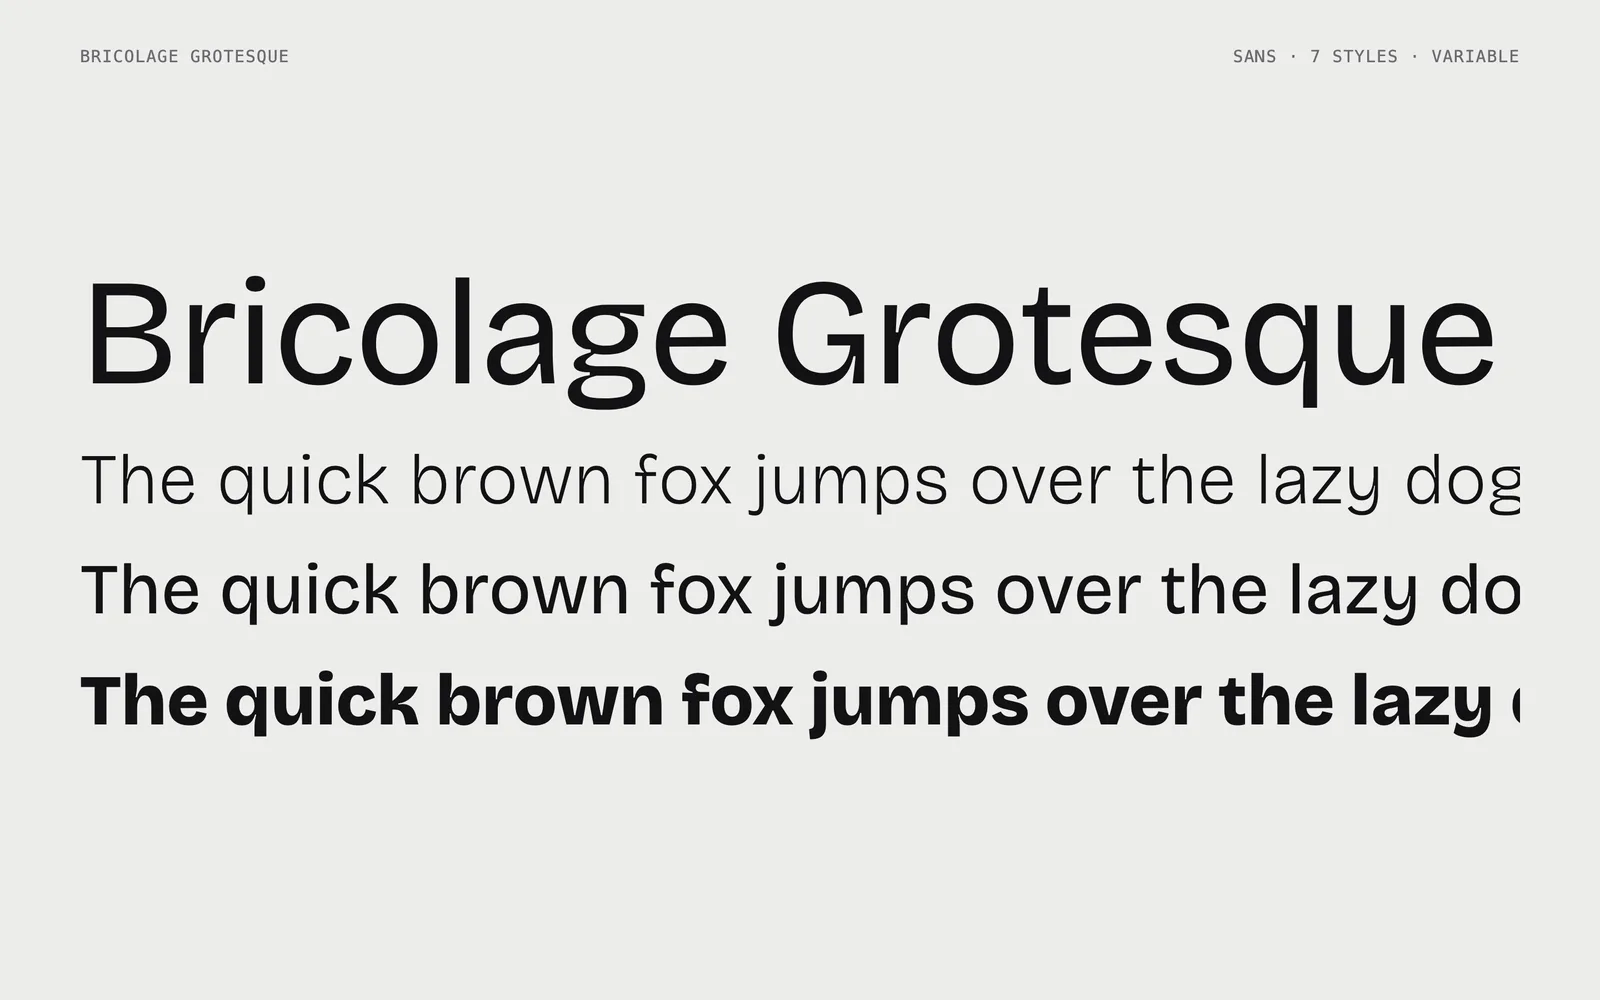 BRICOLAGE GROTESQUE
SANS · 7 STYLES · VARIABLE
Bricolage Grotesque
The quick brown fox jumps over the lazy dog
The quick brown fox jumps over the lazy do
The quick brown fox jumps over the lazy